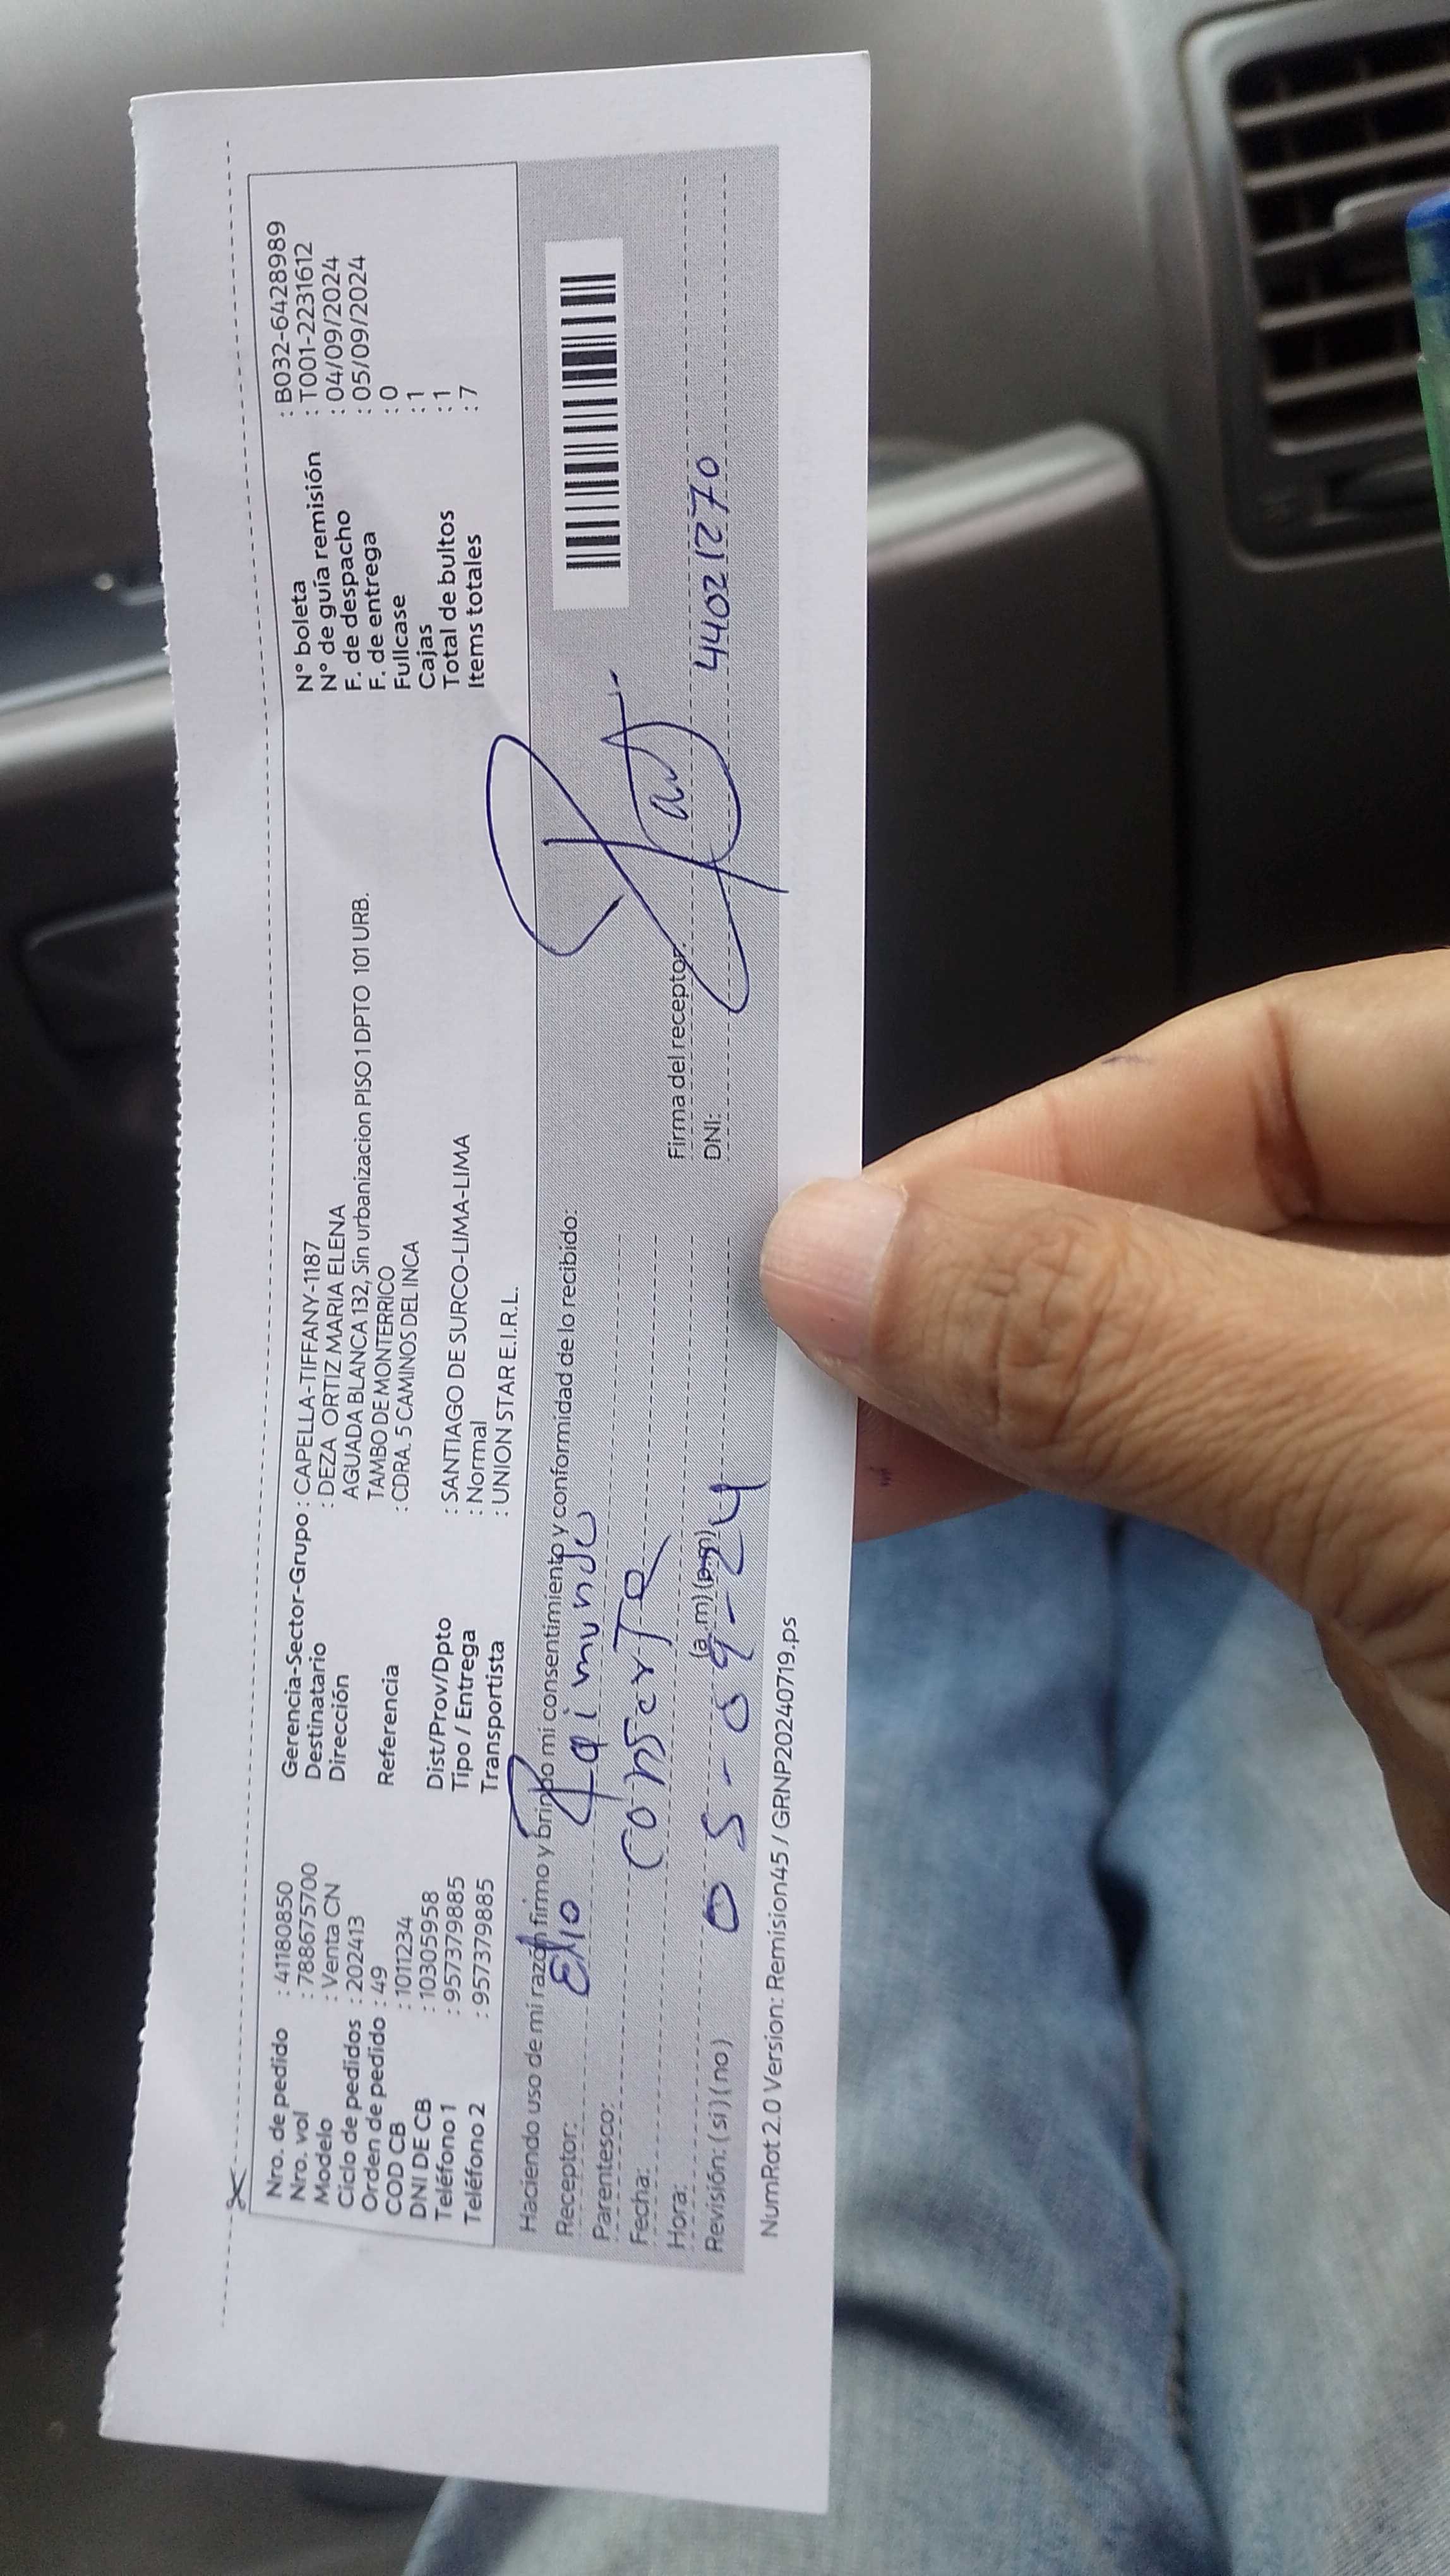 Nro. de pedido : 41180850
Nro. vol : 7886757​00
Modelo : Venta CN
Ciclo de pedidos : 202413
Orden de pedido : 49
COD CB : 1011234
DNI DE CB : 10305958
Teléfono 1 : 957379885
Teléfono 2 : 957379885
Gerencia-Sector-Grupo : CAPELLA-TIFFANY-1187
Destinatario : DEZA ORTIZ MARIA ELENA
Dirección AGUADA BLANCA 132, Sin urbanizacion PISO 1 DPTO 101 URB.
TAMBO DE MONTERRICO
Referencia : CDRA. 5 CAMINOS DEL INCA
Dist/Prov/Dpto : SANTIAGO DE SURCO-LIMA-LIMA
Tipo / Entrega : Normal
Transportista : UNION STAR E.I.R.L.
N° boleta : B032-6428989
N° de guía remisión : T001-2231612
F. de despacho : 04/09/2024
F. de entrega : 05/09/2024
Fullcase : 0
Cajas : 1
Total de bultos : 1
Items totales : 7
Haciendo uso de mi razón firmo y brindo mi consentimiento y conformidad de lo recibido:
Receptor: Elio Raimundo
Parentesco: conserTe
Fecha:
Hora: (a.m) (p.m)
05-09-24
Revisión: ( si ) ( no )
Firma del receptor:
DNI: 44021270
NumRot 2.0 Version: Remision45 / GRNP20240719.ps